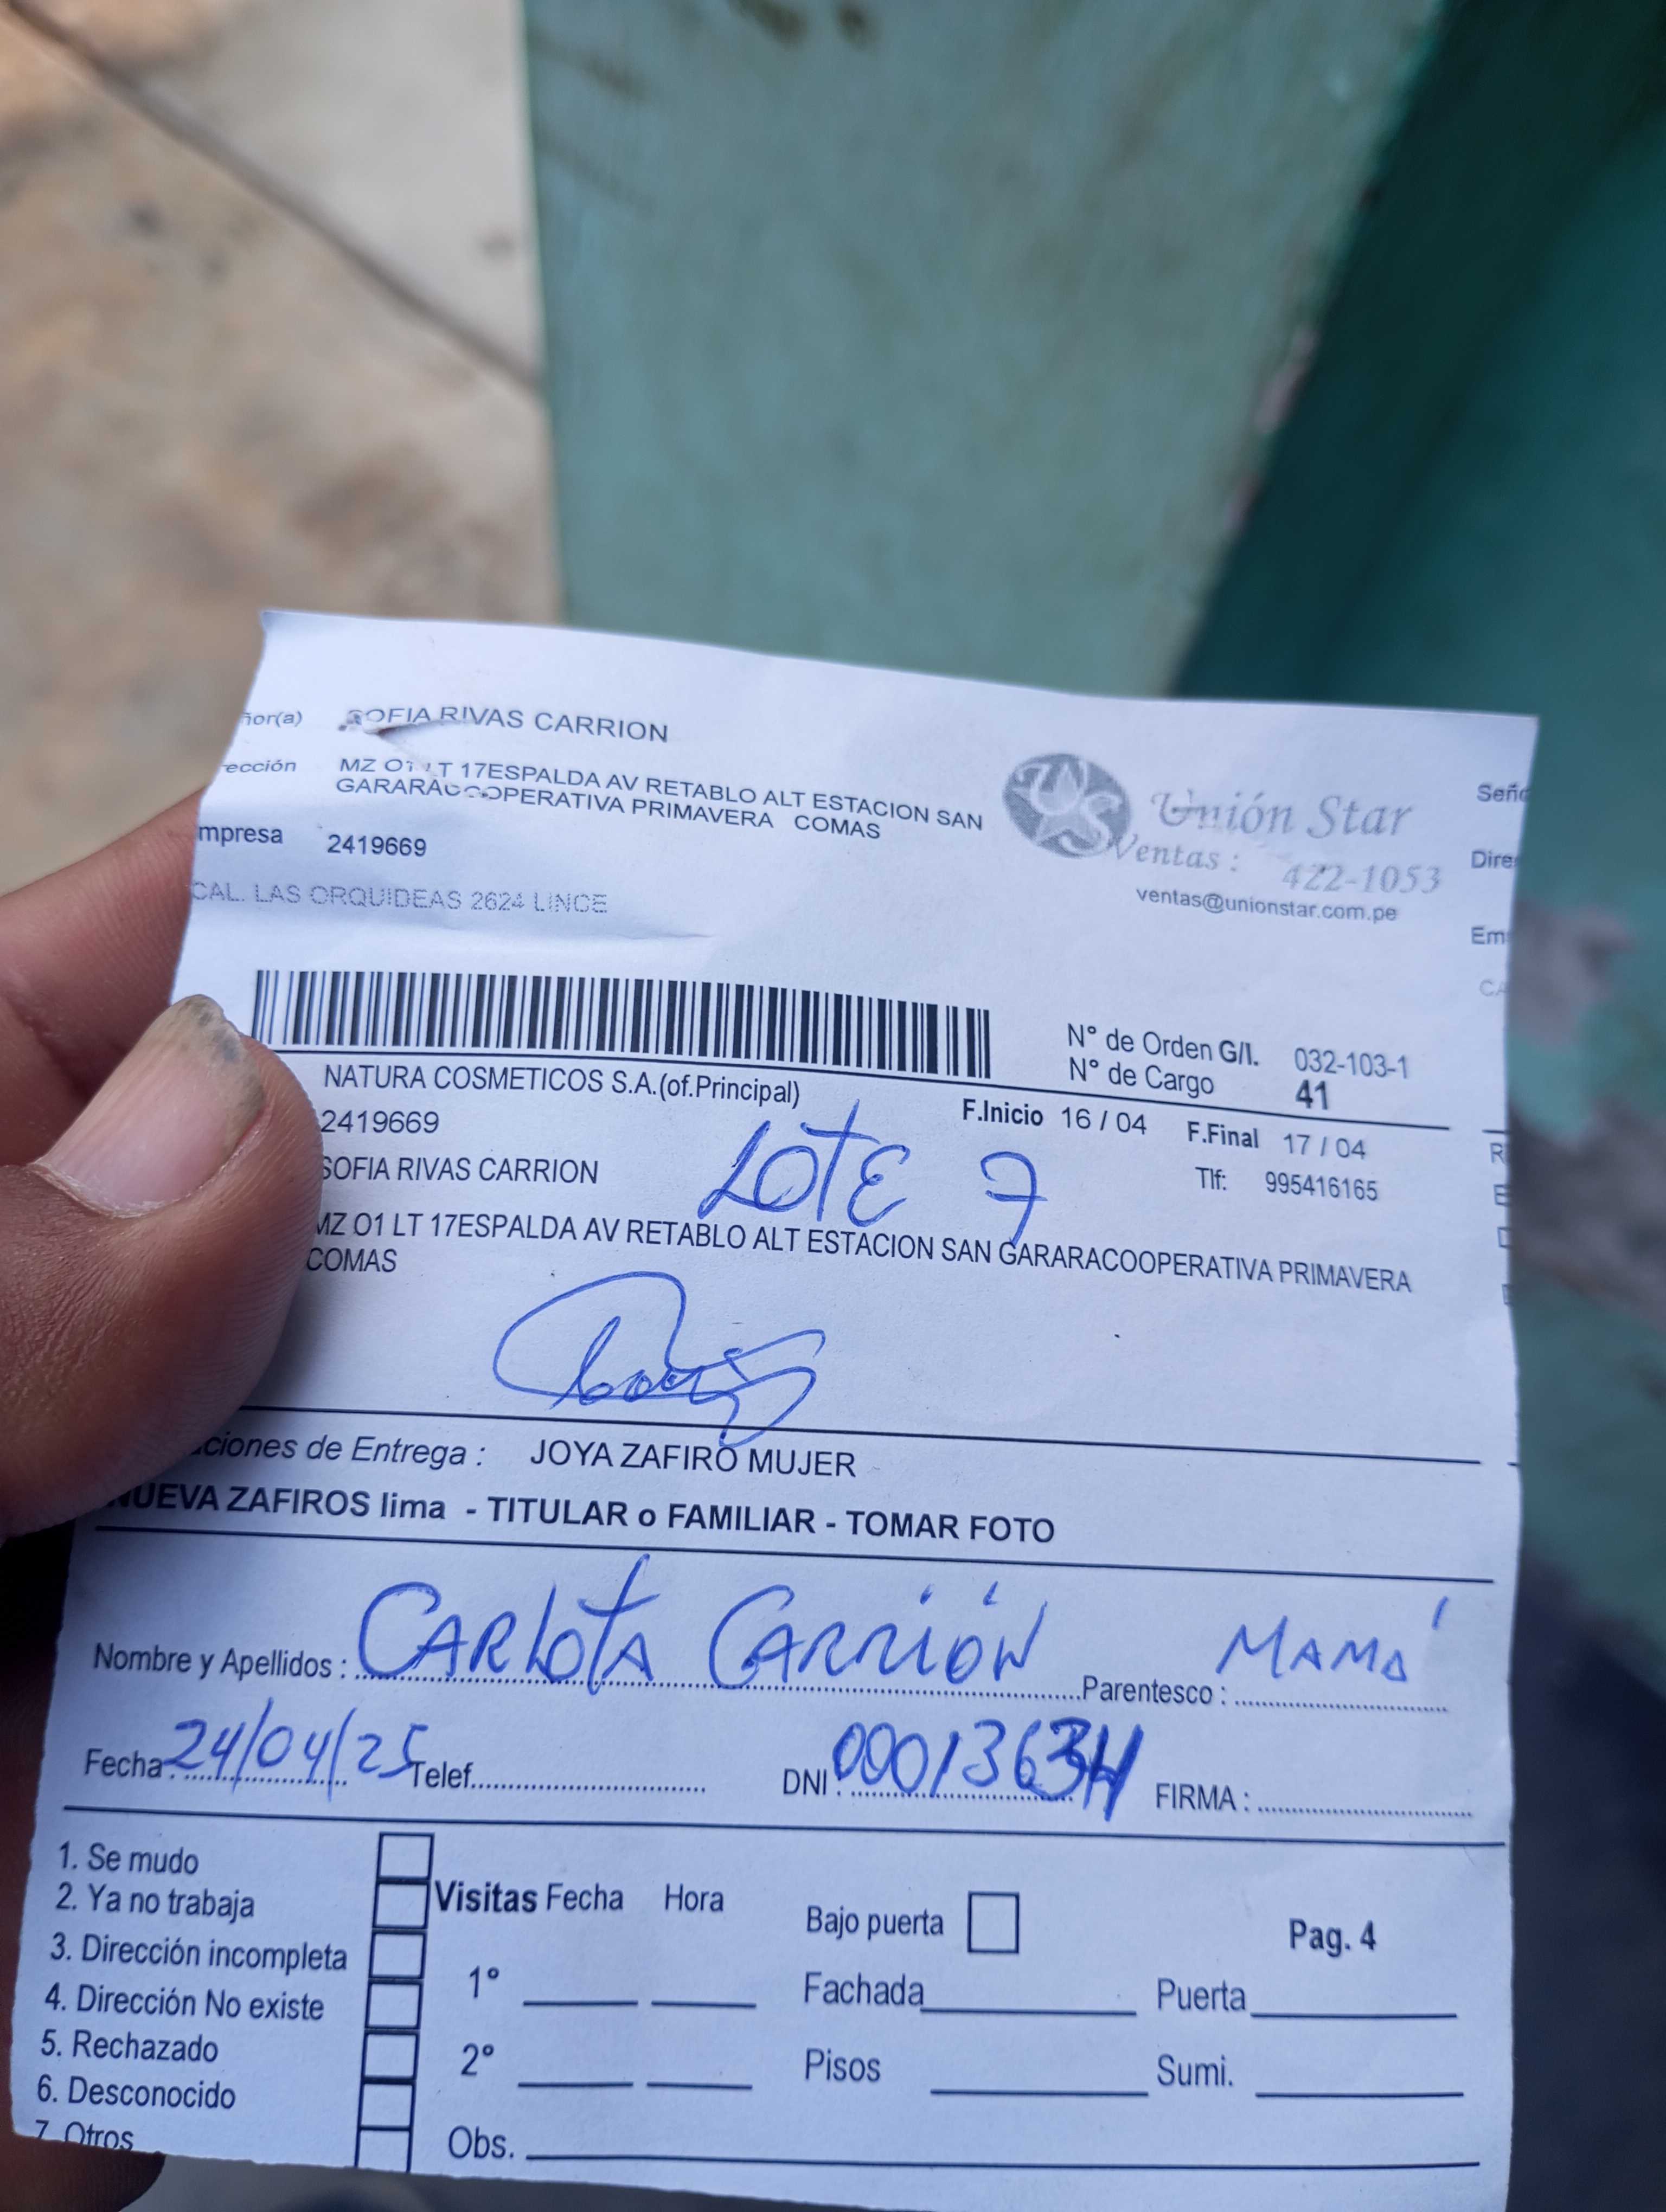 ñor(a) SOFIA RIVAS CARRION
rección MZ O1 LT 17ESPALDA AV RETABLO ALT ESTACION SAN
GARARACOOPERATIVA PRIMAVERA COMAS
mpresa 2419669
CAL. LAS ORQUIDEAS 2624 LINCE
Unión Star
Ventas : 422-1053
ventas@unionstar.com.pe
Seño
Dire
Em
CA
N° de Orden G/I. 032-103-1
N° de Cargo 41
NATURA COSMETICOS S.A.(of.Principal)
F.Inicio 16 / 04 F.Final 17 / 04
2419669
Tlf: 995416165
SOFIA RIVAS CARRION
LOTE 7
MZ O1 LT 17ESPALDA AV RETABLO ALT ESTACION SAN GARARACOOPERATIVA PRIMAVERA
COMAS
ciones de Entrega : JOYA ZAFIRO MUJER
NUEVA ZAFIROS lima - TITULAR o FAMILIAR - TOMAR FOTO
Nombre y Apellidos : CARLOTA CARRIÓN Parentesco : MAMÁ
Fecha : 24/04/25 Telef. DNI : 00013634 FIRMA :
1. Se mudo
2. Ya no trabaja
3. Dirección incompleta
4. Dirección No existe
5. Rechazado
6. Desconocido
7. Otros
Visitas Fecha Hora
1°
2°
Obs.
Bajo puerta Pag. 4
Fachada Puerta
Pisos Sumi.